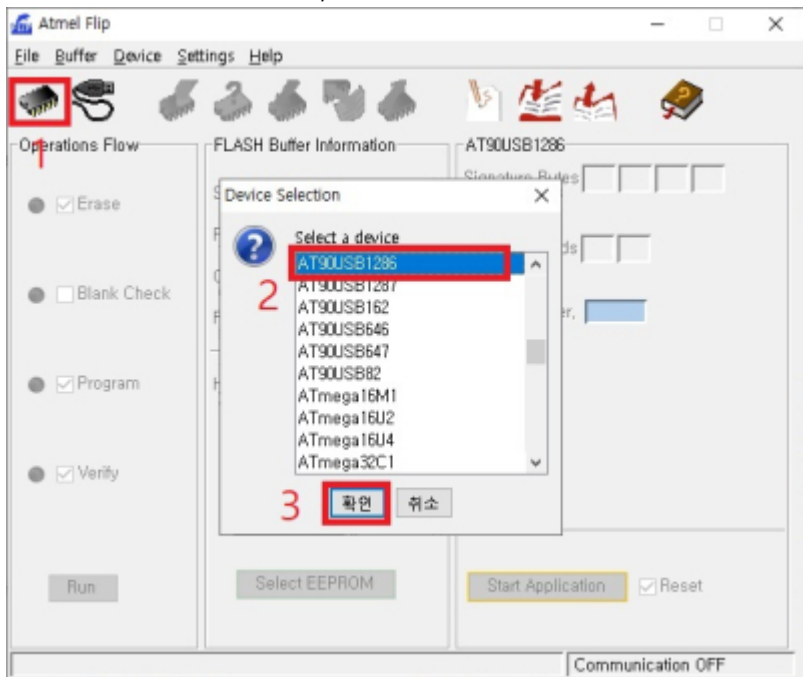 Atmel Flip
File Buffer Device Settings Help
1
Operations Flow
FLASH Buffer Information
AT90USB1286
Signature Bytes
Erase
Blank Check
Program
Verify
Run
Device Selection
Select a device
2
AT90USB1286
AT90USB1287
AT90USB162
AT90USB646
AT90USB647
AT90USB82
ATmega16M1
ATmega16U2
ATmega16U4
ATmega32C1
3
확인 취소
Select EEPROM
Start Application
Reset
Communication OFF